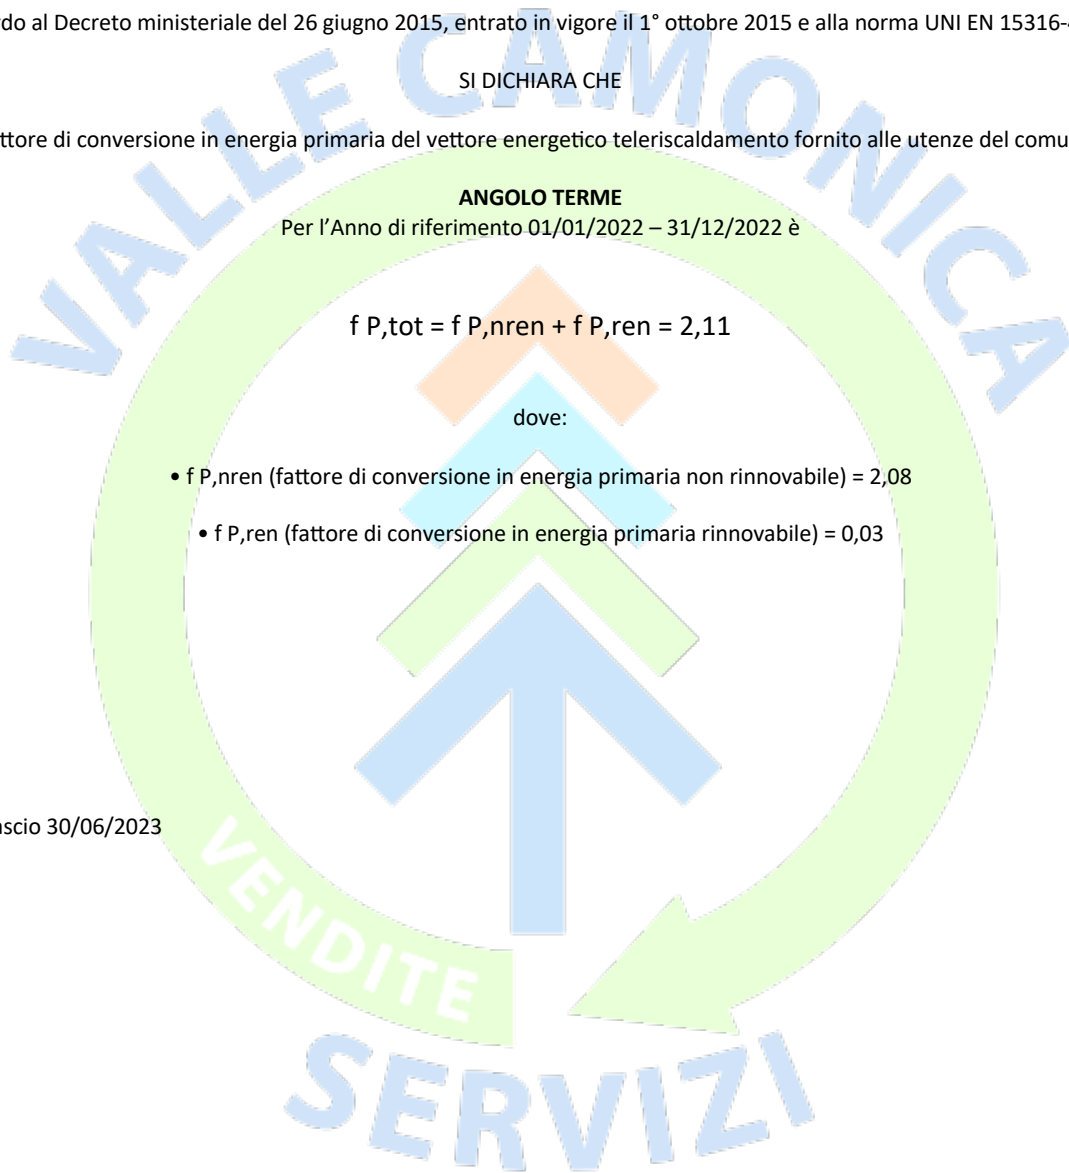 rdo al Decreto ministeriale del 26 giugno 2015, entrato in vigore il 1° ottobre 2015 e alla norma UNI EN 15316-
SI DICHIARA CHE
ttore di conversione in energia primaria del vettore energetico teleriscaldamento fornito alle utenze del comu
ANGOLO TERME
Per l'Anno di riferimento 01/01/2022 – 31/12/2022 è
f P,tot = f P,nren + f P,ren = 2,11
dove:
• f P,nren (fattore di conversione in energia primaria non rinnovabile) = 2,08
• f P,ren (fattore di conversione in energia primaria rinnovabile) = 0,03
ascio 30/06/2023
VALLE CAMONICA
VENDITE
SERVIZI